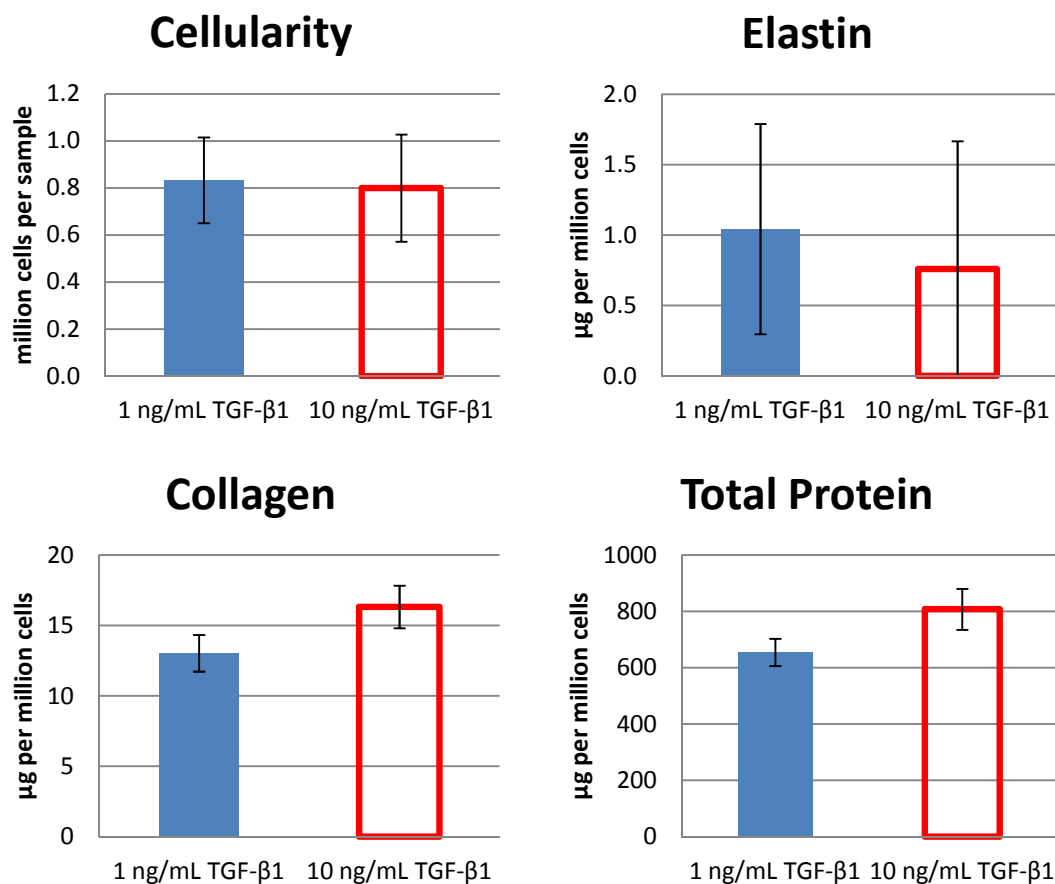 Cellularity
million cells per sample
1.2
1.0
0.8
0.6
0.4
0.2
0.0
1 ng/mL TGF-β1 10 ng/mL TGF-β1
Elastin
µg per million cells
2.0
1.5
1.0
0.5
0.0
1 ng/mL TGF-β1 10 ng/mL TGF-β1
Collagen
µg per million cells
20
15
10
5
0
1 ng/mL TGF-β1 10 ng/mL TGF-β1
Total Protein
µg per million cells
1000
800
600
400
200
0
1 ng/mL TGF-β1 10 ng/mL TGF-β1